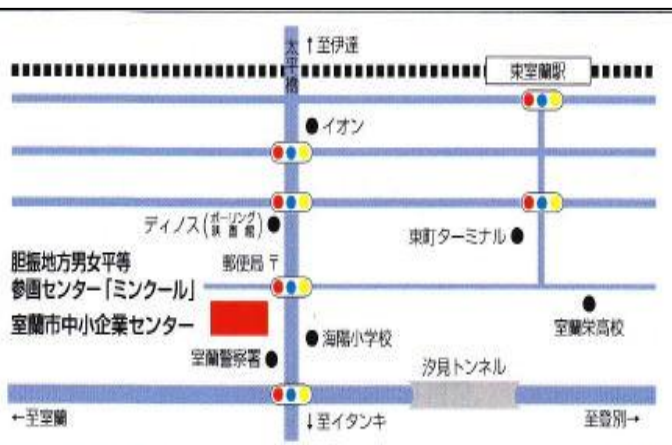 ↑至伊達
太平橋
東室蘭駅
イオン
ディノス(ボーリング映画館)
東町ターミナル
胆振地方男女平等
参画センター「ミンクール」
室蘭市中小企業センター
郵便局〒
室蘭栄高校
海陽小学校
室蘭警察署
汐見トンネル
←至室蘭
↓至イタンキ
至登別→